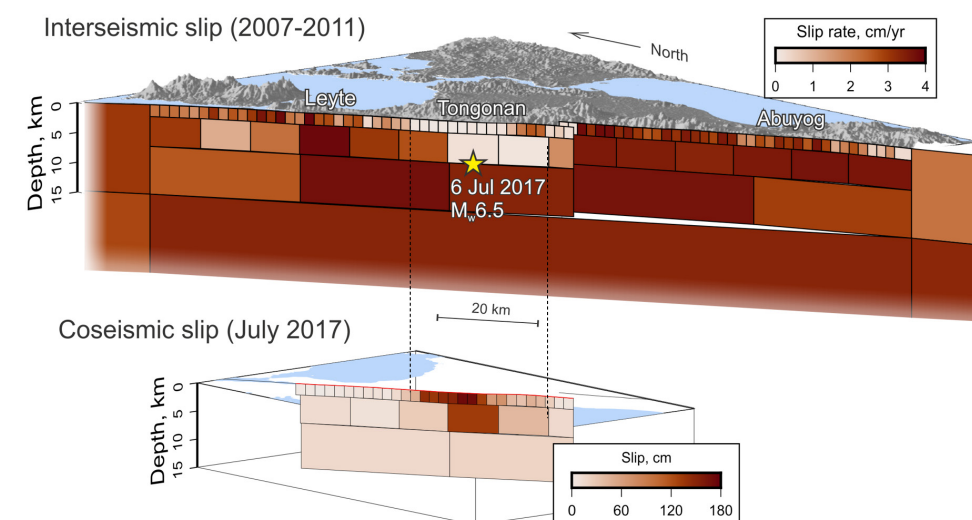 Interseismic slip (2007-2011)
North
Slip rate, cm/yr
0 1 2 3 4
Leyte
Tongonan
Abuyog
Depth, km
0
5
10
15
6 Jul 2017
Mw6.5
20 km
Coseismic slip (July 2017)
Depth, km
0
5
10
15
Slip, cm
0 60 120 180